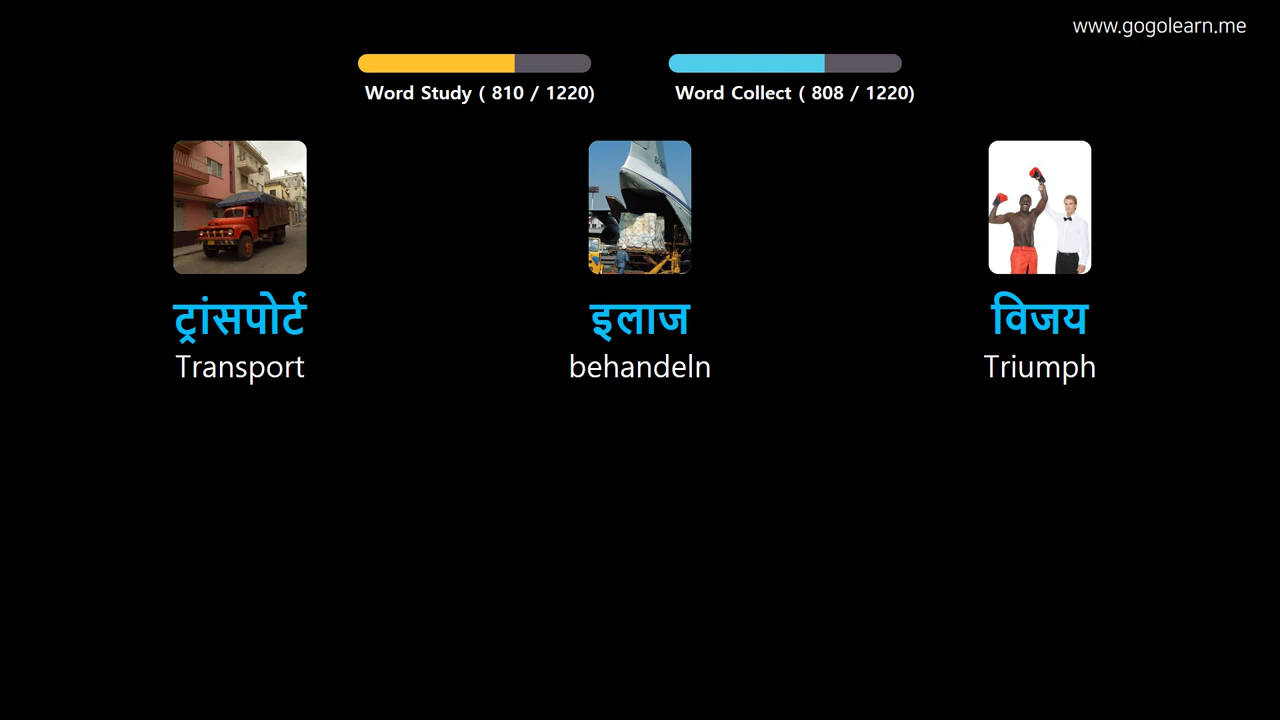 www.gogolearn.me
Word Study ( 810 / 1220)
Word Collect ( 808 / 1220)
ट्रांसपोर्ट
इलाज
विजय
Transport
behandeln
Triumph